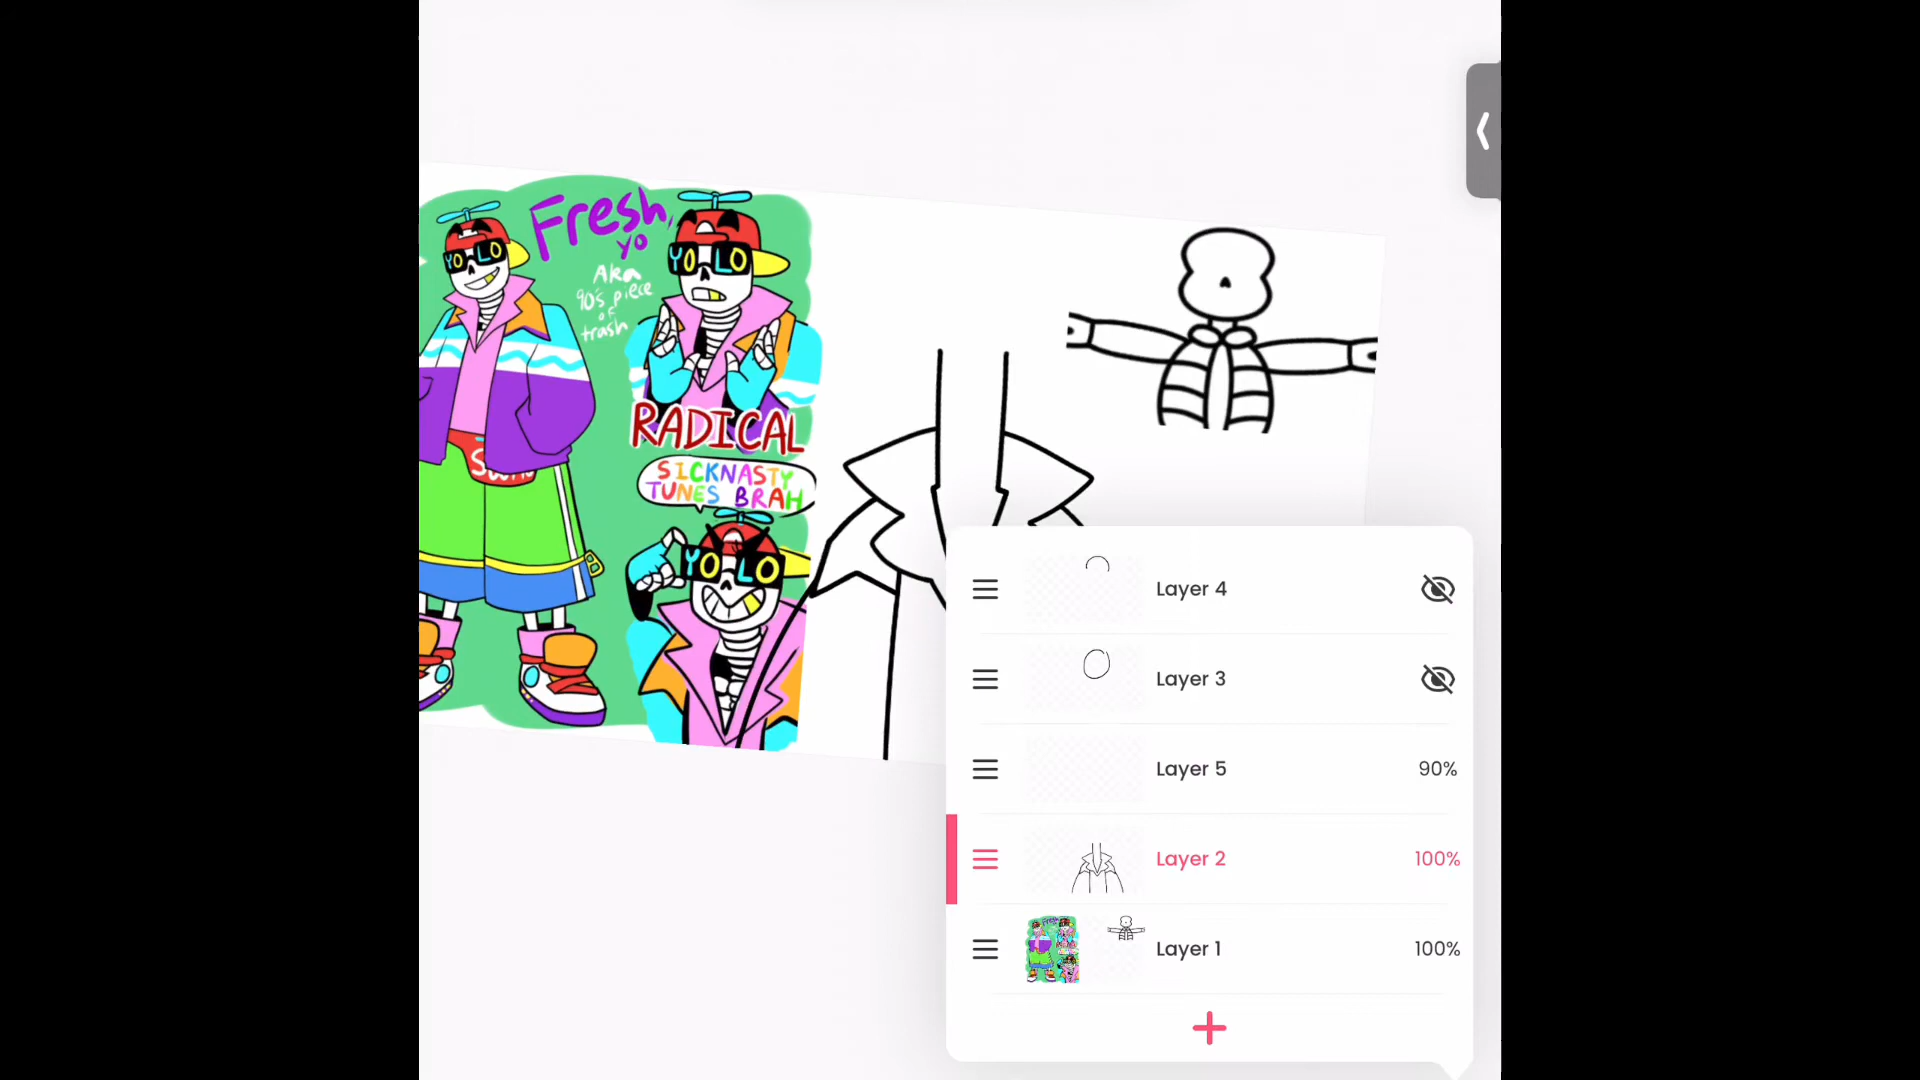 Fresh,
yo
Aka
90's piece
of
trash
YOLO
YOLO
RADICAL
SICKNASTY
TUNES BRAH
YOLO
Layer 4
Layer 3
Layer 5 90%
Layer 2 100%
Layer 1 100%